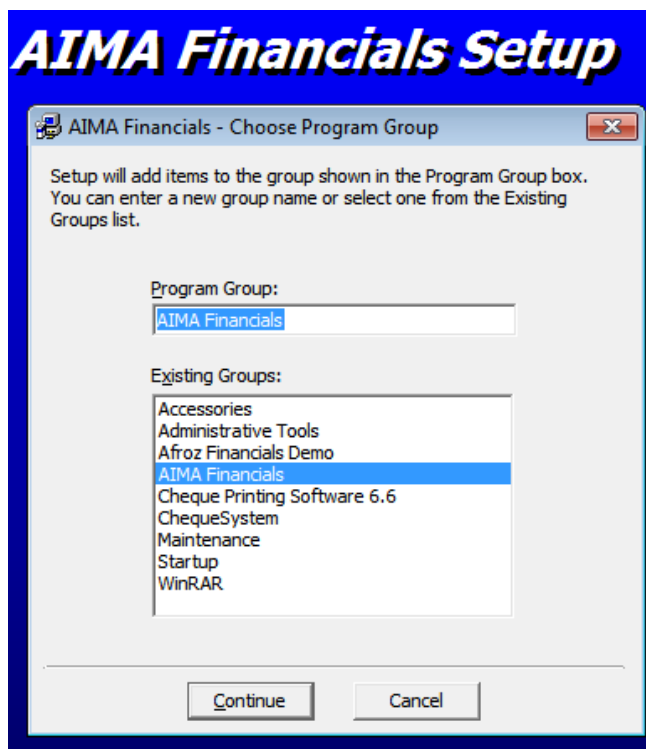 AIMA Financials Setup
AIMA Financials - Choose Program Group
Setup will add items to the group shown in the Program Group box.
You can enter a new group name or select one from the Existing
Groups list.
Program Group:
AIMA Financials
Existing Groups:
Accessories
Administrative Tools
Afroz Financials Demo
AIMA Financials
Cheque Printing Software 6.6
ChequeSystem
Maintenance
Startup
WinRAR
Continue
Cancel